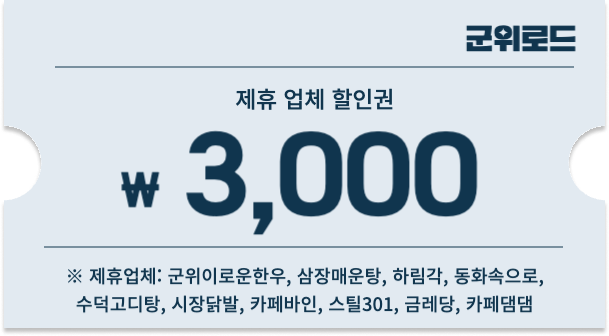 군위로드
제휴 업체 할인권
₩ 3,000
※ 제휴업체: 군위이로운한우, 삼장매운탕, 하림각, 동화속으로,
수덕고디탕, 시장닭발, 카페바인, 스틸301, 금레당, 카페댐댐